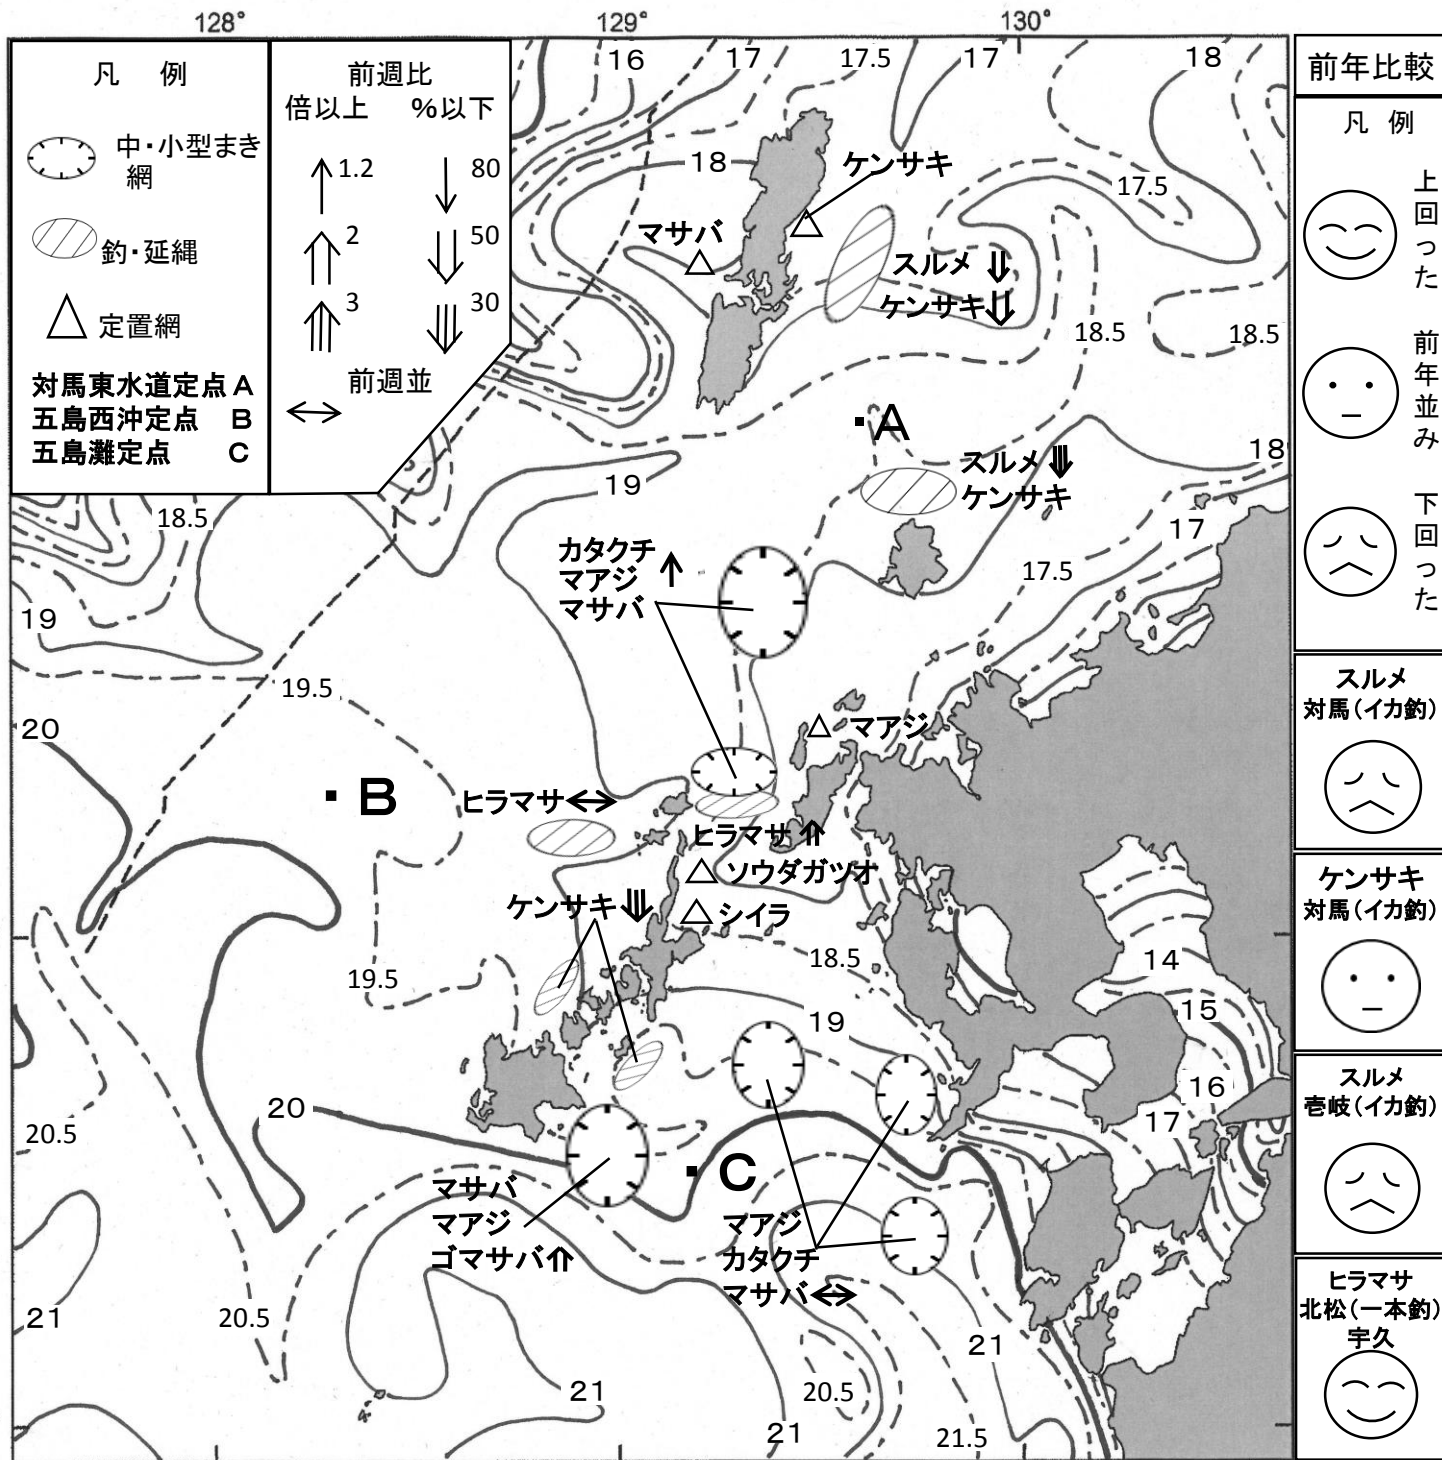 128°
129°
130°
凡 例
中・小型まき
網
釣・延縄
定置網
対馬東水道定点 A
五島西沖定点 B
五島灘定点 C
前週比
倍以上 %以下
1.2 80
2 50
3 30
前週並
16
17
17.5
17
18
18
ケンサキ
17.5
マサバ
スルメ
ケンサキ
18.5
18.5
A
スルメ
ケンサキ
18
19
18.5
17
カタクチ
マアジ
マサバ
17.5
19
19.5
20
マアジ
B
ヒラマサ
ヒラマサ
ソウダガツオ
ケンサキ
シイラ
18.5
19.5
14
15
19
16
20
17
20.5
C
マサバ
マアジ
ゴマサバ
マアジ
カタクチ
マサバ
21
20.5
21
21
20.5
21
21.5
前年比較
凡 例
上回った
前年並み
下回った
スルメ
対馬(イカ釣)
ケンサキ
対馬(イカ釣)
スルメ
壱岐(イカ釣)
ヒラマサ
北松(一本釣)
宇久